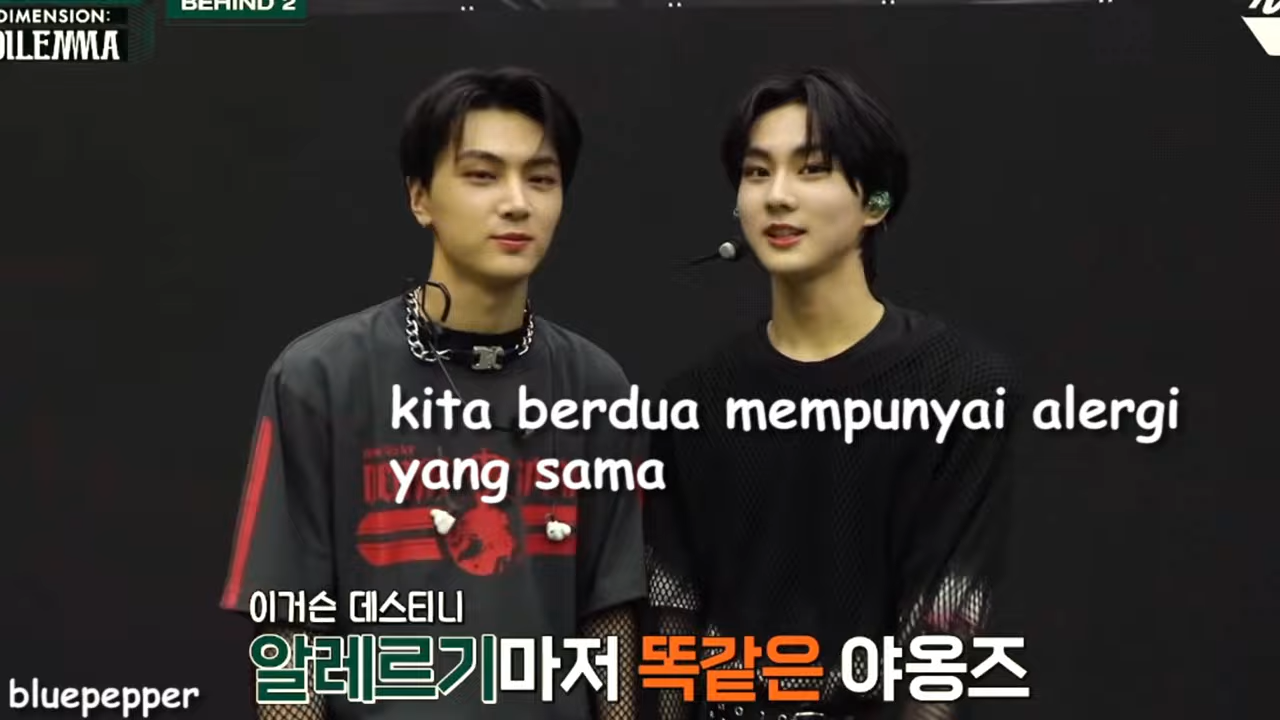 BEHIND 2
DIMENSION:
DILEMMA
kita berdua mempunyai alergi
yang sama
이거슨 데스티니
알레르기마저 똑같은 야옹즈
bluepepper